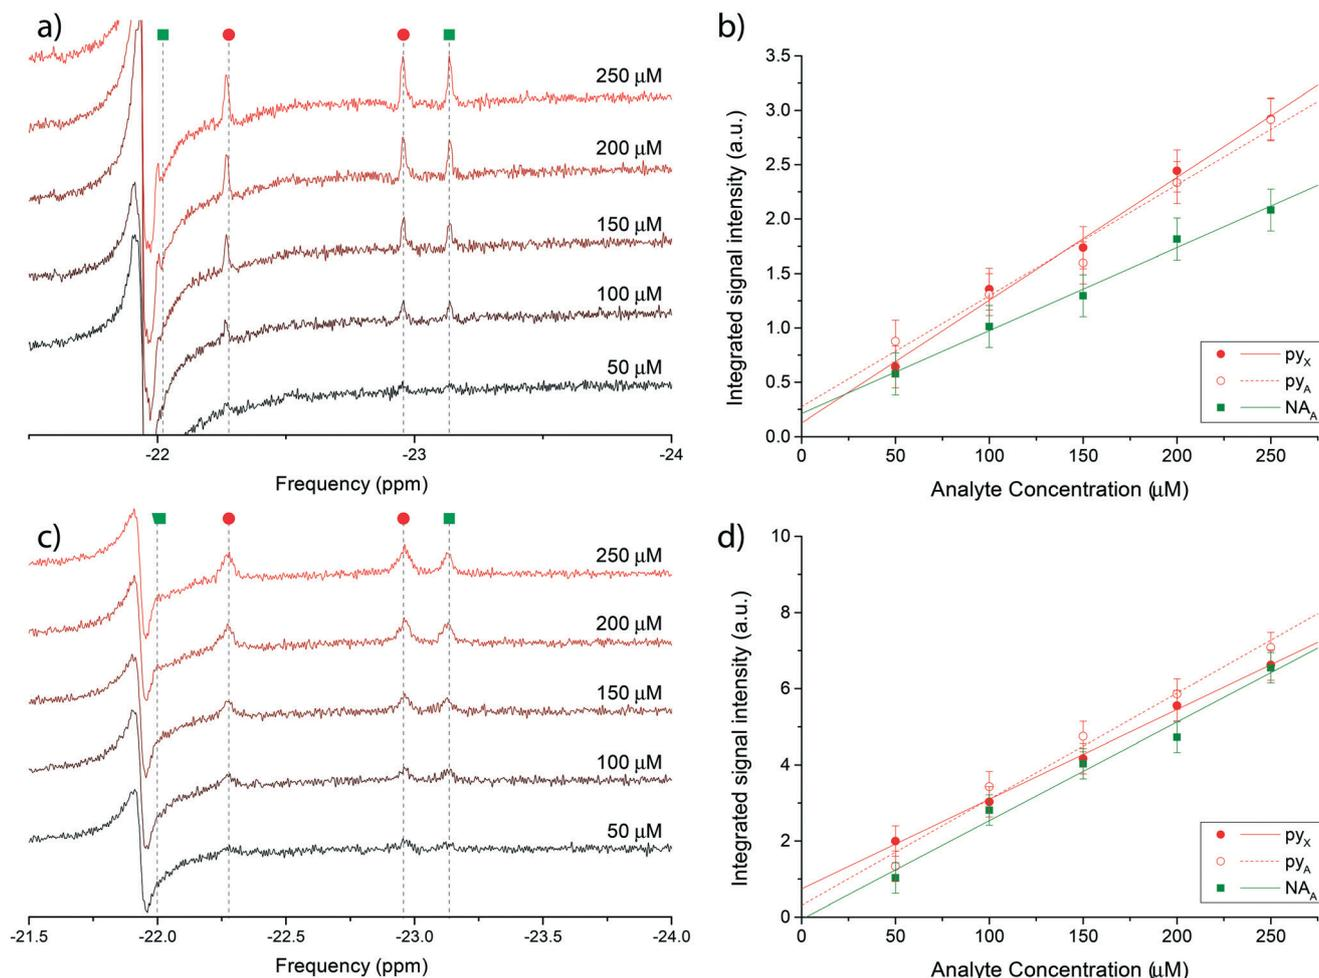 a)
250 μM
200 μM
150 μM
100 μM
50 μM
-22
-23
-24
Frequency (ppm)
b)
3.5
3.0
2.5
2.0
1.5
1.0
0.5
0.0
Integrated signal intensity (a.u.)
0
50
100
150
200
250
Analyte Concentration (μM)
pyX
pyA
NAA
c)
250 μM
200 μM
150 μM
100 μM
50 μM
-21.5
-22.0
-22.5
-23.0
-23.5
-24.0
Frequency (ppm)
d)
10
8
6
4
2
0
Integrated signal intensity (a.u.)
0
50
100
150
200
250
Analyte Concentration (μM)
pyX
pyA
NAA